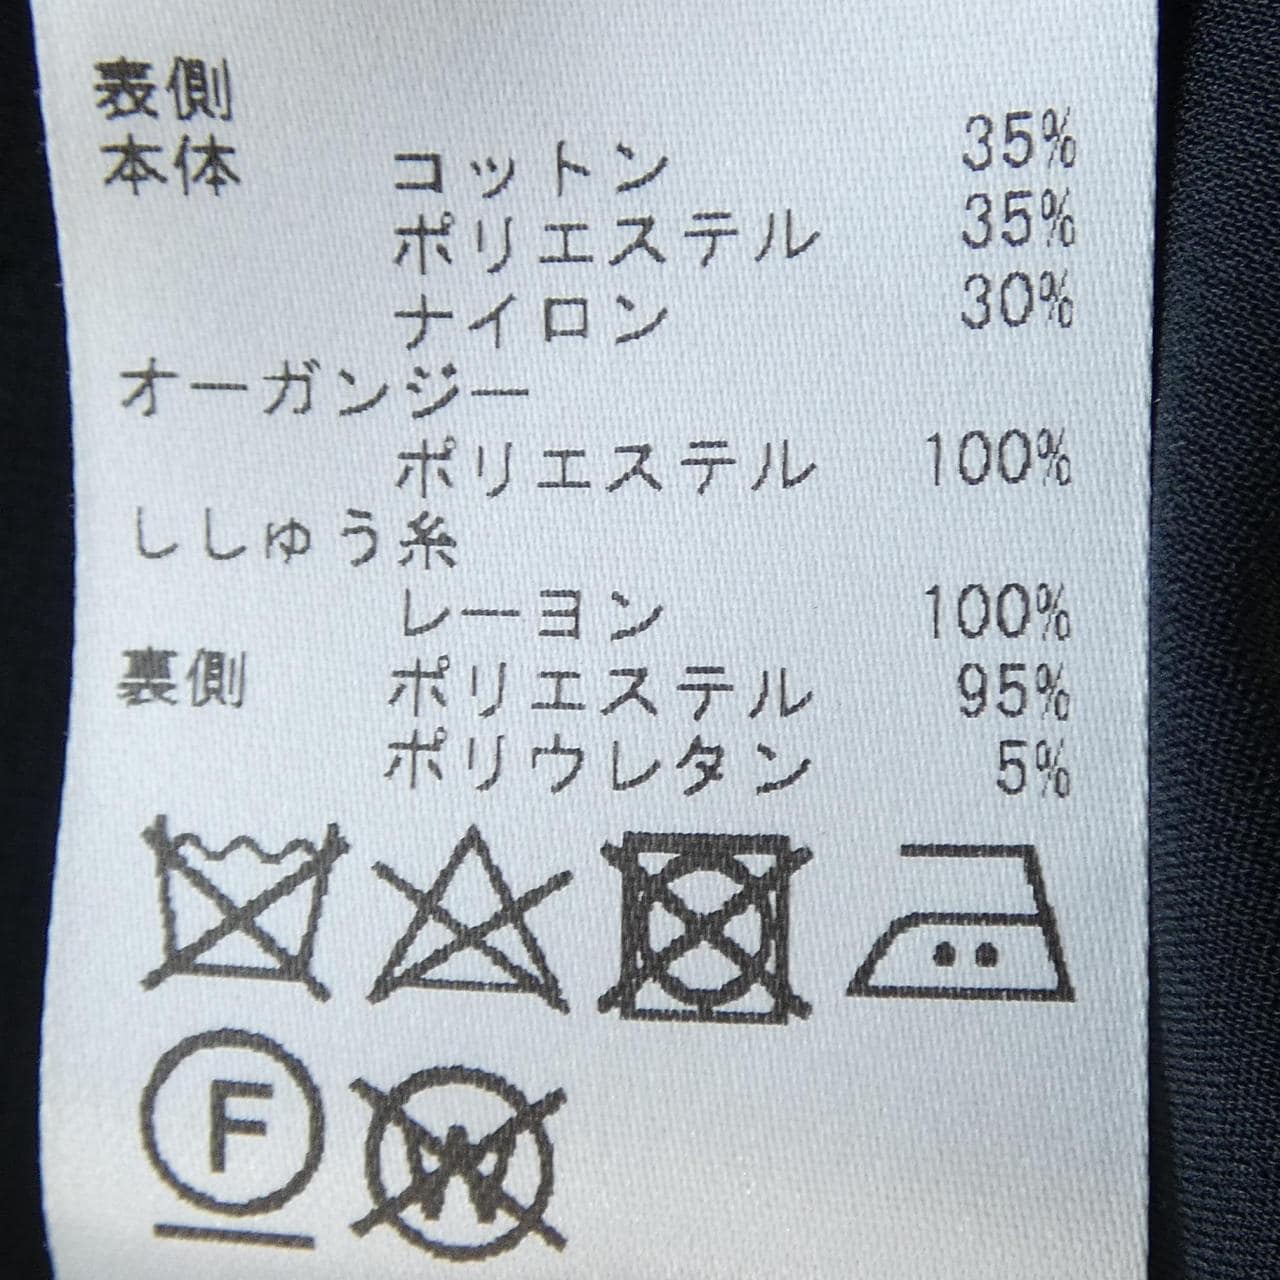 表側
本体 コットン 35%
ポリエステル 35%
ナイロン 30%
オーガンジー
ポリエステル 100%
ししゅう糸
レーヨン 100%
裏側 ポリエステル 95%
ポリウレタン 5%
F W